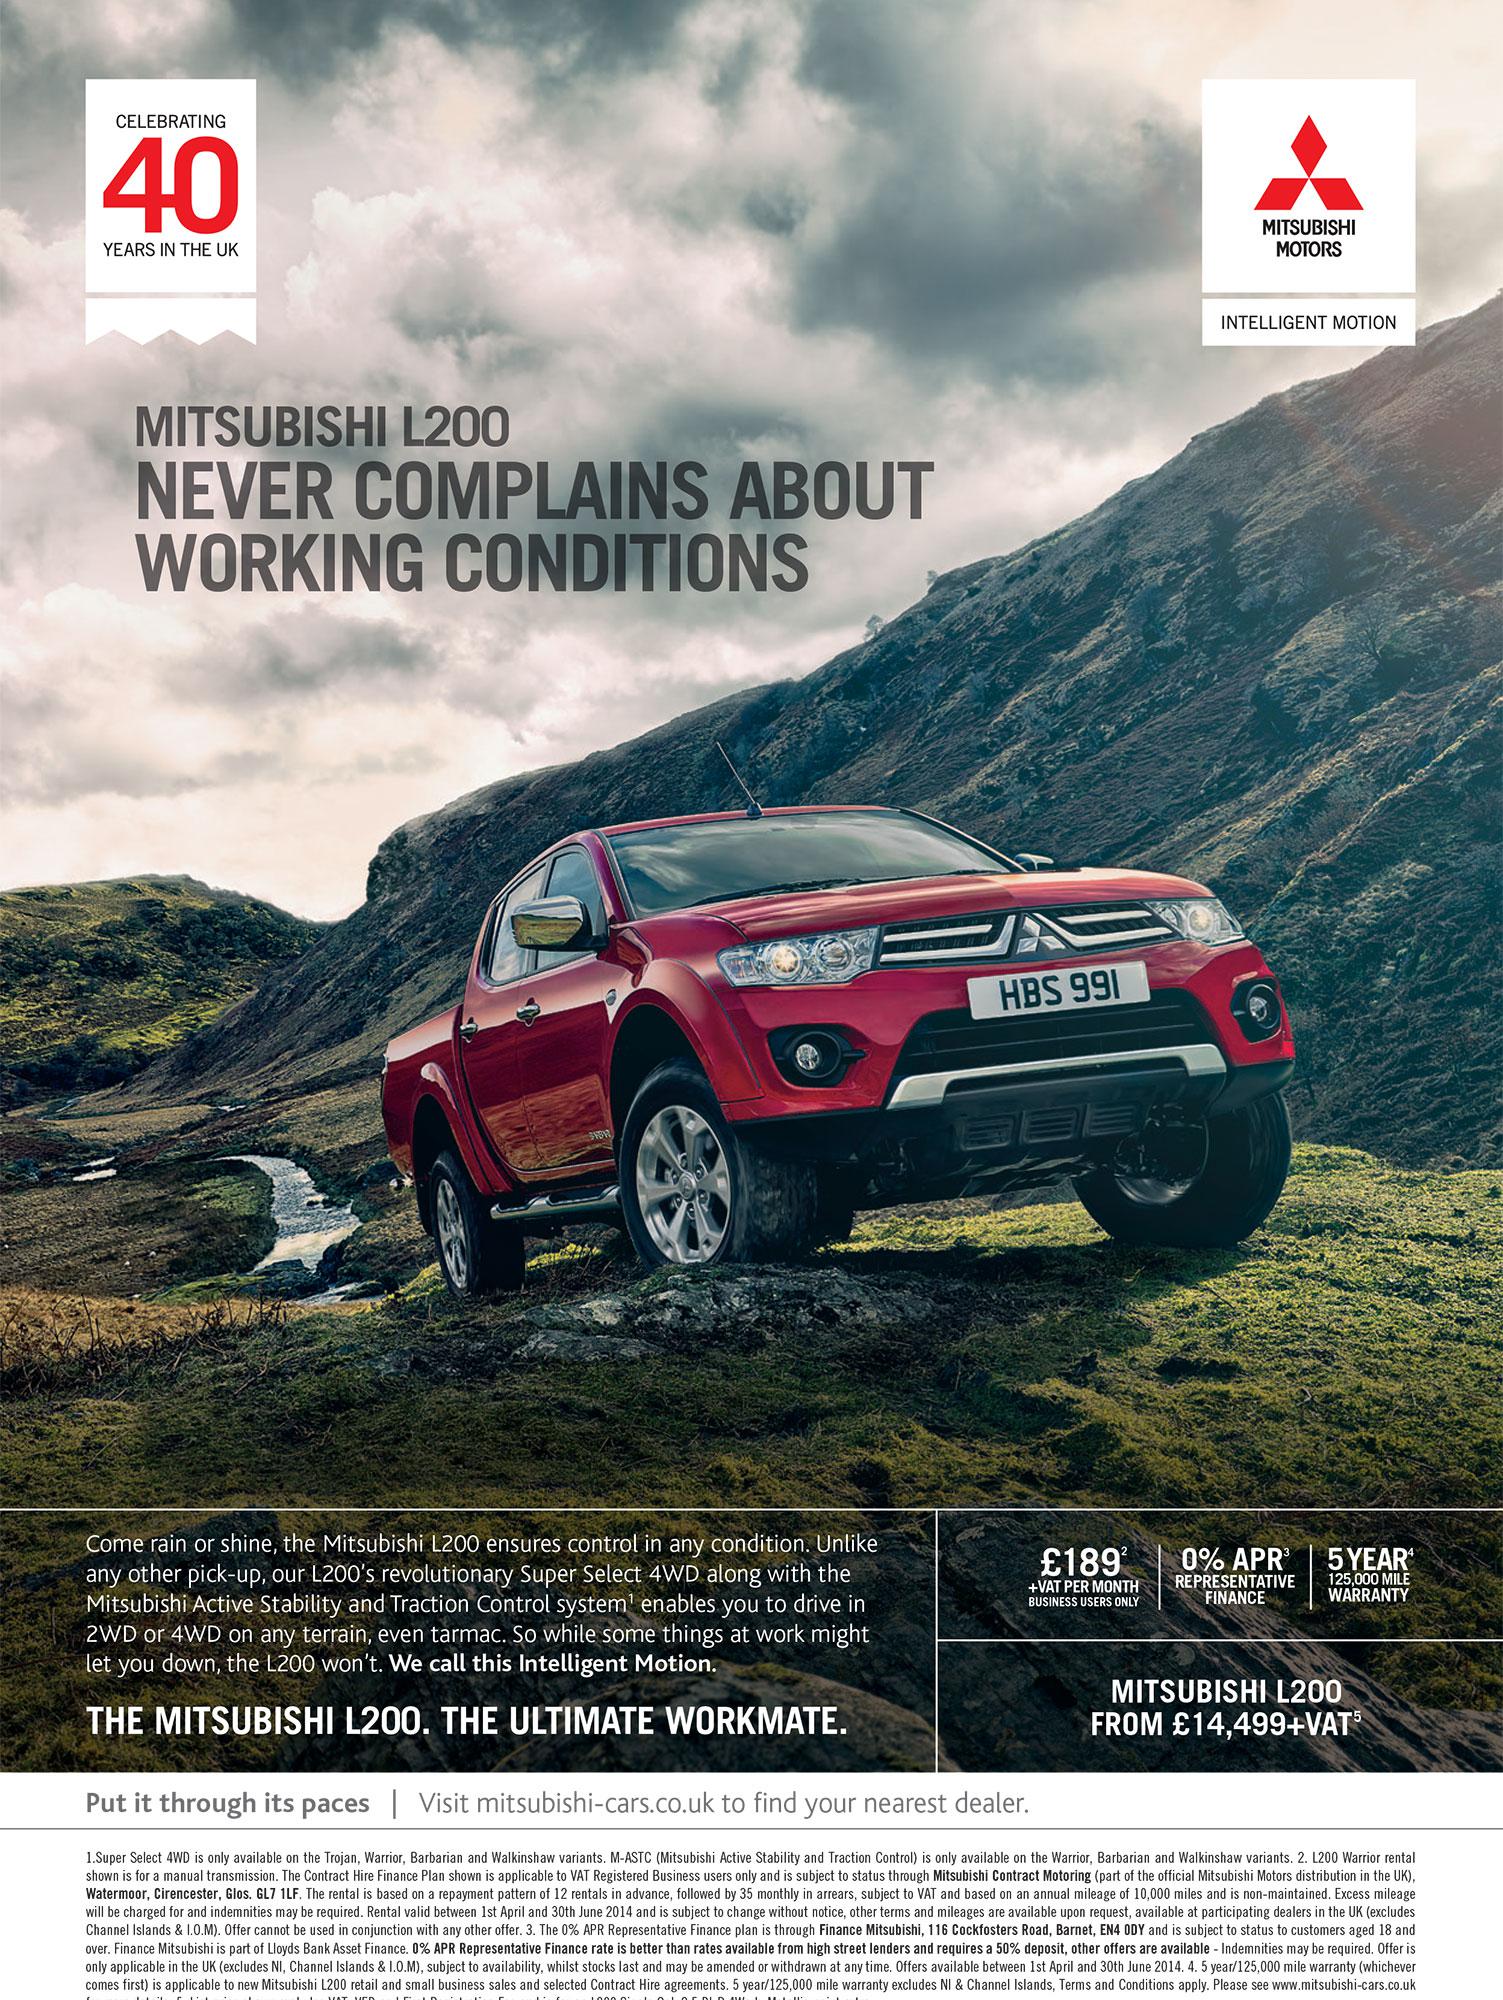 CELEBRATING
40
YEARS IN THE UK
MITSUBISHI
MOTORS
INTELLIGENT MOTION
MITSUBISHI L200
NEVER COMPLAINS ABOUT
WORKING CONDITIONS
HBS 991
Come rain or shine, the Mitsubishi L200 ensures control in any condition. Unlike
any other pick-up, our L200's revolutionary Super Select 4WD along with the
Mitsubishi Active Stability and Traction Control system¹ enables you to drive in
2WD or 4WD on any terrain, even tarmac. So while some things at work might
let you down, the L200 won't. We call this Intelligent Motion.
THE MITSUBISHI L200. THE ULTIMATE WORKMATE.
£189²
+VAT PER MONTH
BUSINESS USERS ONLY
0% APR³
REPRESENTATIVE
FINANCE
5 YEAR⁴
125,000 MILE
WARRANTY
MITSUBISHI L200
FROM £14,499+VAT⁵
Put it through its paces | Visit mitsubishi-cars.co.uk to find your nearest dealer.
1.Super Select 4WD is only available on the Trojan, Warrior, Barbarian and Walkinshaw variants. M-ASTC (Mitsubishi Active Stability and Traction Control) is only available on the Warrior, Barbarian and Walkinshaw variants. 2. L200 Warrior rental
shown is for a manual transmission. The Contract Hire Finance Plan shown is applicable to VAT Registered Business users only and is subject to status through Mitsubishi Contract Motoring (part of the official Mitsubishi Motors distribution in the UK),
Watermoor, Cirencester, Glos. GL7 1LF. The rental is based on a repayment pattern of 12 rentals in advance, followed by 35 monthly in arrears, subject to VAT and based on an annual mileage of 10,000 miles and is non-maintained. Excess mileage
will be charged for and indemnities may be required. Rental valid between 1st April and 30th June 2014 and is subject to change without notice, other terms and mileages are available upon request, available at participating dealers in the UK (excludes
Channel Islands & I.O.M). Offer cannot be used in conjunction with any other offer. 3. The 0% APR Representative Finance plan is through Finance Mitsubishi, 116 Cockfosters Road, Barnet, EN4 0DY and is subject to status to customers aged 18 and
over. Finance Mitsubishi is part of Lloyds Bank Asset Finance. 0% APR Representative Finance rate is better than rates available from high street lenders and requires a 50% deposit, other offers are available - Indemnities may be required. Offer is
only applicable in the UK (excludes NI, Channel Islands & I.O.M), subject to availability, whilst stocks last and may be amended or withdrawn at any time. Offers available between 1st April and 30th June 2014. 4. 5 year/125,000 mile warranty (whichever
comes first) is applicable to new Mitsubishi L200 retail and small business sales and selected Contract Hire agreements. 5 year/125,000 mile warranty excludes NI & Channel Islands, Terms and Conditions apply. Please see www.mitsubishi-cars.co.uk